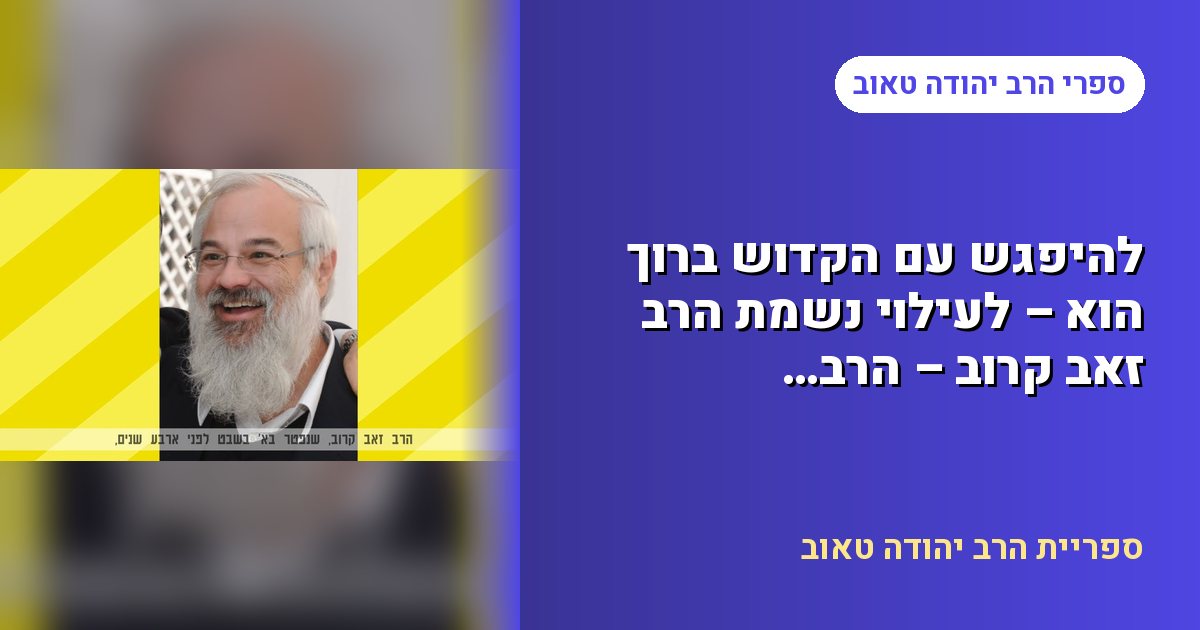 ספרי הרב יהודה טאוב
להיפגש עם הקדוש ברוך
הוא – לעילוי נשמת הרב
זאב קרוב – הרב...
הרב זאב קרוב, שנפטר בא' בשבט לפני ארבע שנים,
ספריית הרב יהודה טאוב